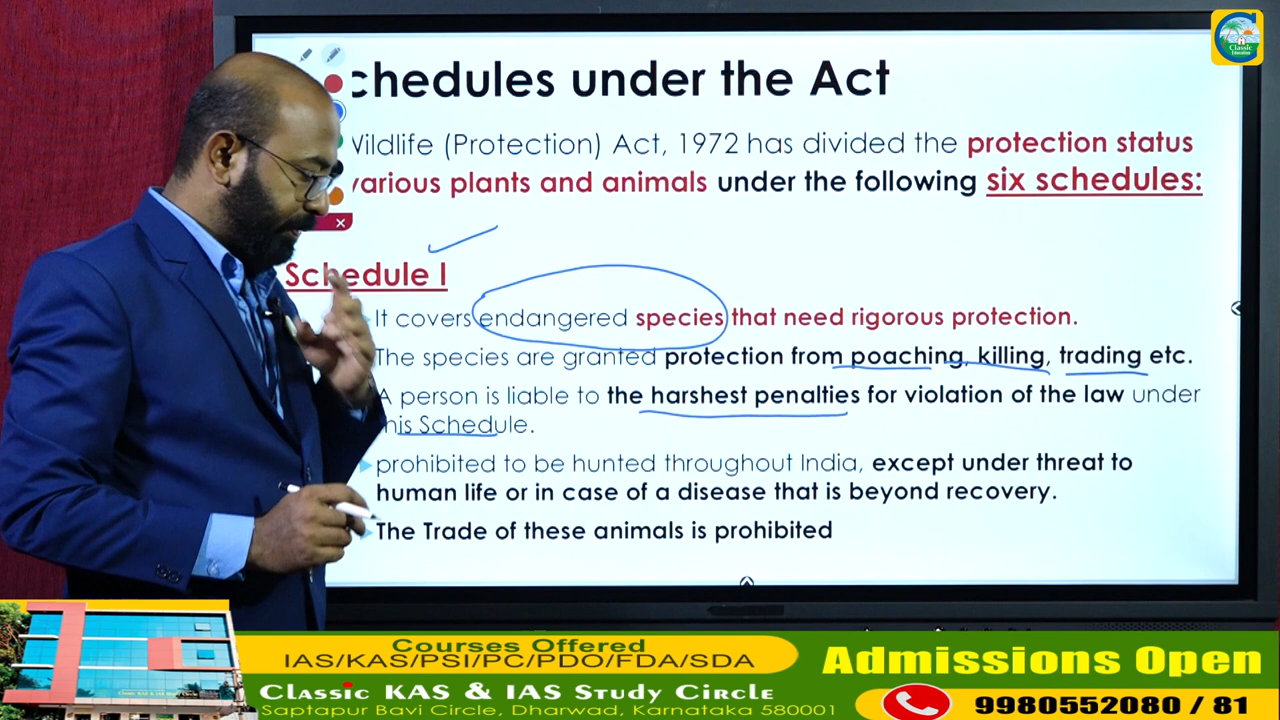 chedules under the Act
Wildlife (Protection) Act, 1972 has divided the protection status
various plants and animals under the following six schedules:
Schedule I
It covers endangered species that need rigorous protection.
The species are granted protection from poaching, killing, trading etc.
A person is liable to the harshest penalties for violation of the law under
his Schedule.
prohibited to be hunted throughout India, except under threat to
human life or in case of a disease that is beyond recovery.
The Trade of these animals is prohibited
Classic
Education
Courses Offered
IAS/KAS/PSI/PC/PDO/FDA/SDA
Classic KAS & IAS Study Circle
Saptapur Bavi Circle, Dharwad, Karnataka 580001
Admissions Open
9980552080 / 81